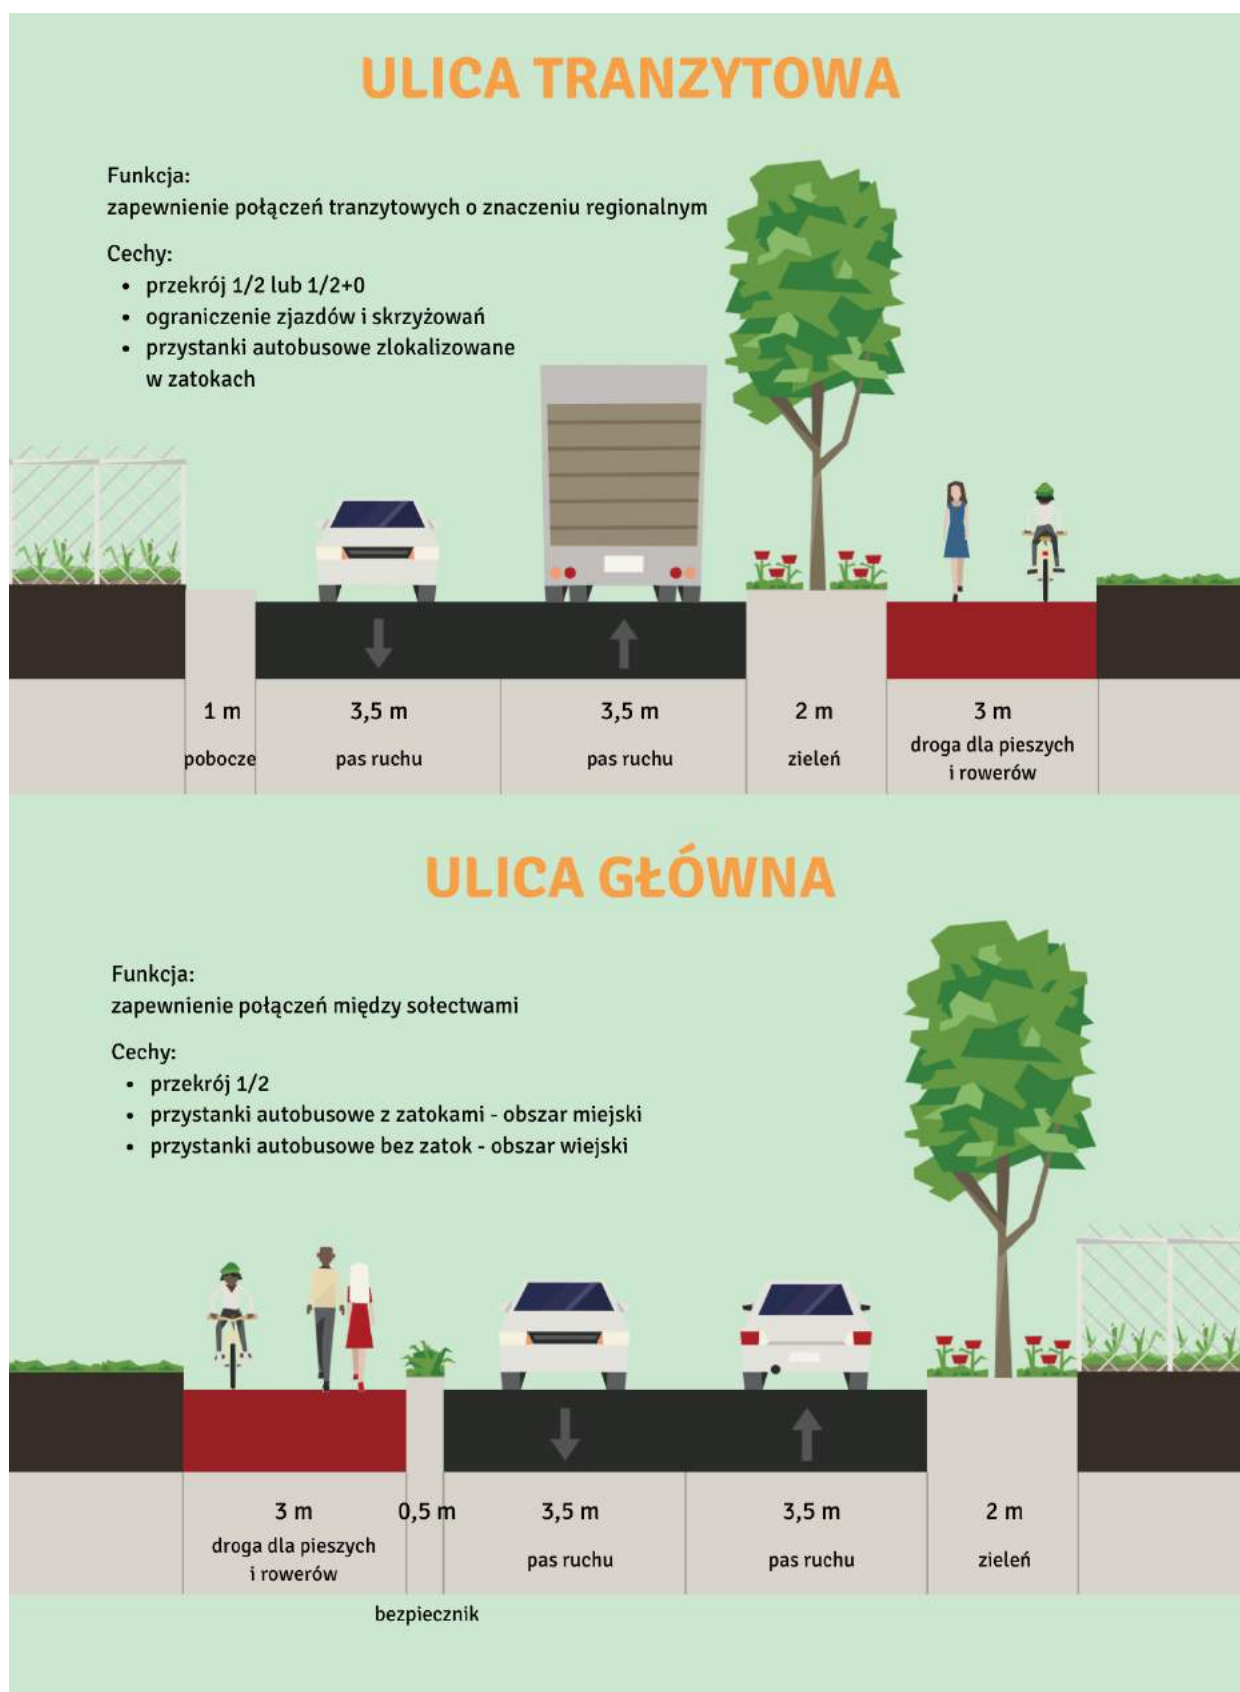 ULICA TRANZYTOWA
Funkcja:
zapewnienie połączeń tranzytowych o znaczeniu regionalnym
Cechy:
• przekrój 1/2 lub 1/2+0
• ograniczenie zjazdów i skrzyżowań
• przystanki autobusowe zlokalizowane
w zatokach
1 m
3,5 m
3,5 m
2 m
3 m
pobocze
pas ruchu
pas ruchu
zieleń
droga dla pieszych
i rowerów
ULICA GŁÓWNA
Funkcja:
zapewnienie połączeń między sołectwami
Cechy:
• przekrój 1/2
• przystanki autobusowe z zatokami - obszar miejski
• przystanki autobusowe bez zatok - obszar wiejski
3 m
0,5 m
3,5 m
3,5 m
2 m
droga dla pieszych
i rowerów
pas ruchu
pas ruchu
zieleń
bezpiecznik